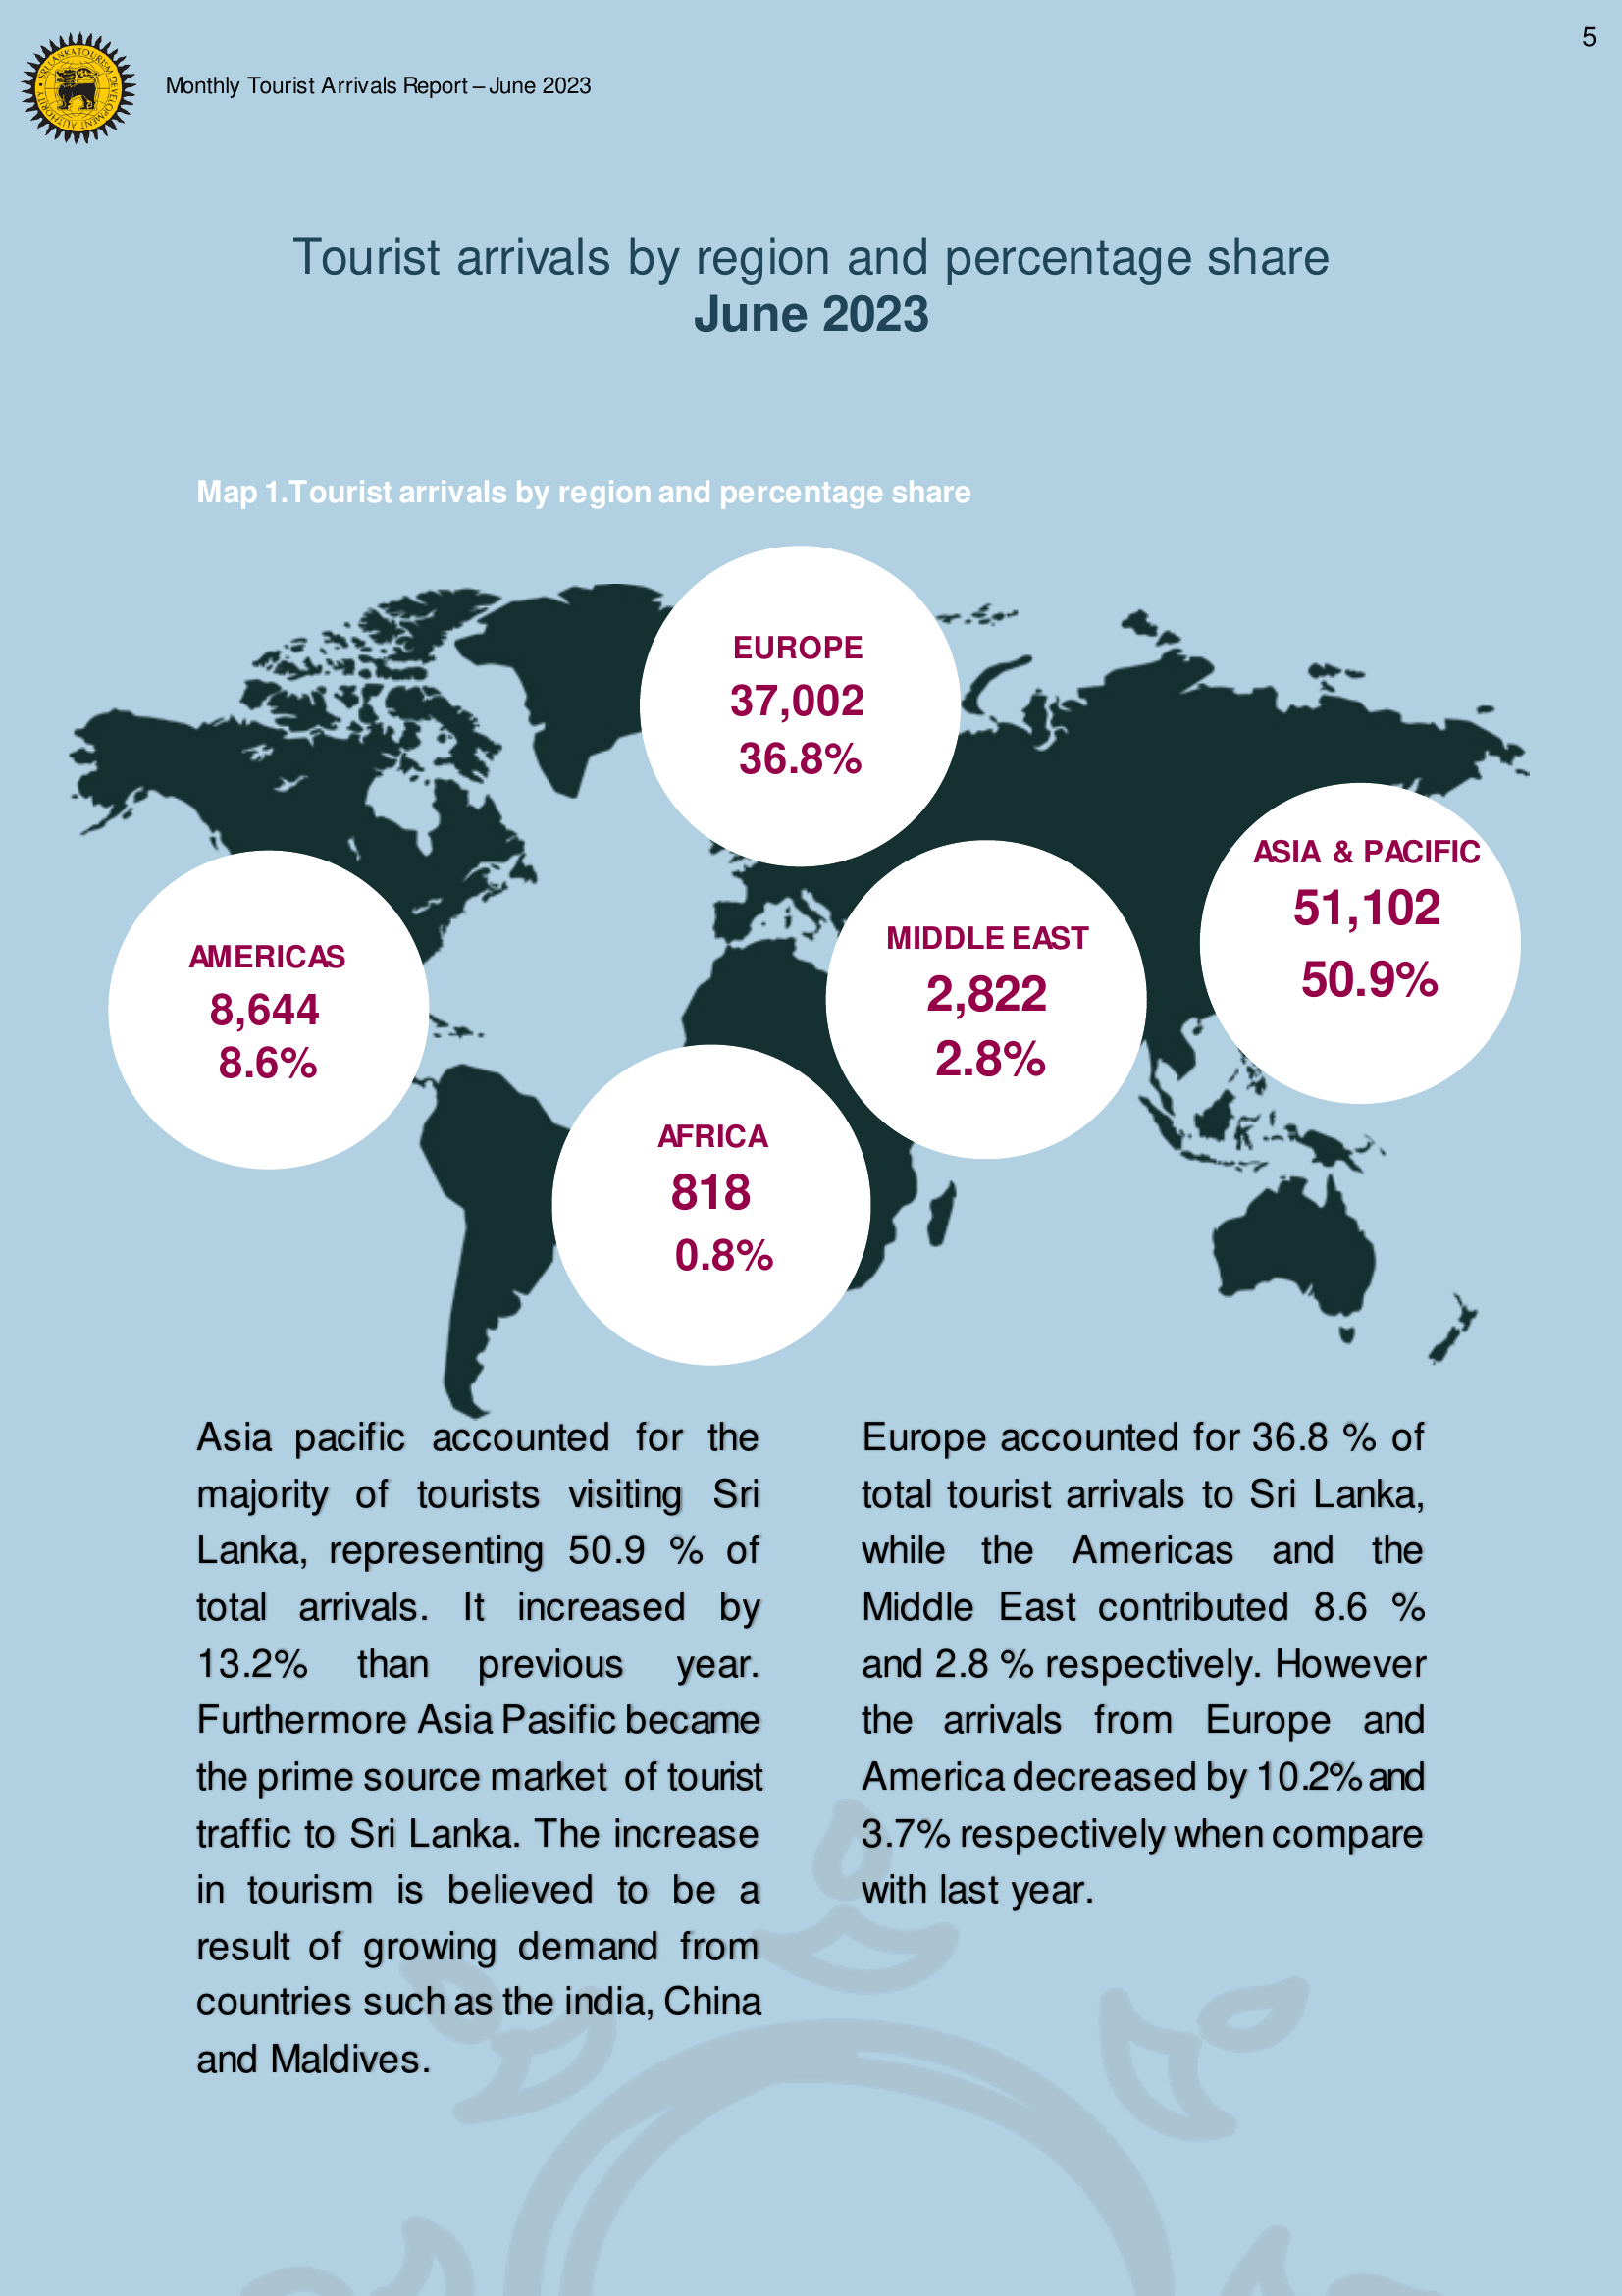 5
SRI LANKA TOURISM DEVELOPMENT AUTHORITY
Monthly Tourist Arrivals Report – June 2023
Tourist arrivals by region and percentage share
June 2023
Map 1.Tourist arrivals by region and percentage share
EUROPE
37,002
36.8%
ASIA & PACIFIC
51,102
50.9%
MIDDLE EAST
2,822
2.8%
AMERICAS
8,644
8.6%
AFRICA
818
0.8%
Asia pacific accounted for the
majority of tourists visiting Sri
Lanka, representing 50.9 % of
total arrivals. It increased by
13.2% than previous year.
Furthermore Asia Pasific became
the prime source market of tourist
traffic to Sri Lanka. The increase
in tourism is believed to be a
result of growing demand from
countries such as the india, China
and Maldives.
Europe accounted for 36.8 % of
total tourist arrivals to Sri Lanka,
while the Americas and the
Middle East contributed 8.6 %
and 2.8 % respectively. However
the arrivals from Europe and
America decreased by 10.2% and
3.7% respectively when compare
with last year.